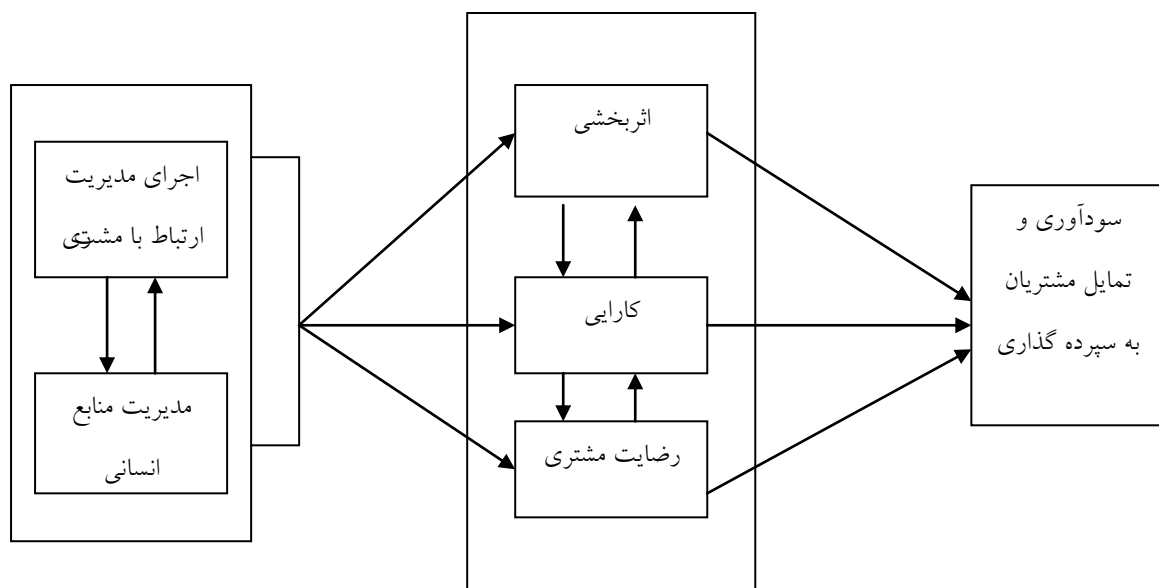 اجرای مدیریت
ارتباط با مشتری
مدیریت منابع
انسانی
اثربخشی
کارایی
رضایت مشتری
سودآوری و
تمایل مشتریان
به سپرده گذاری